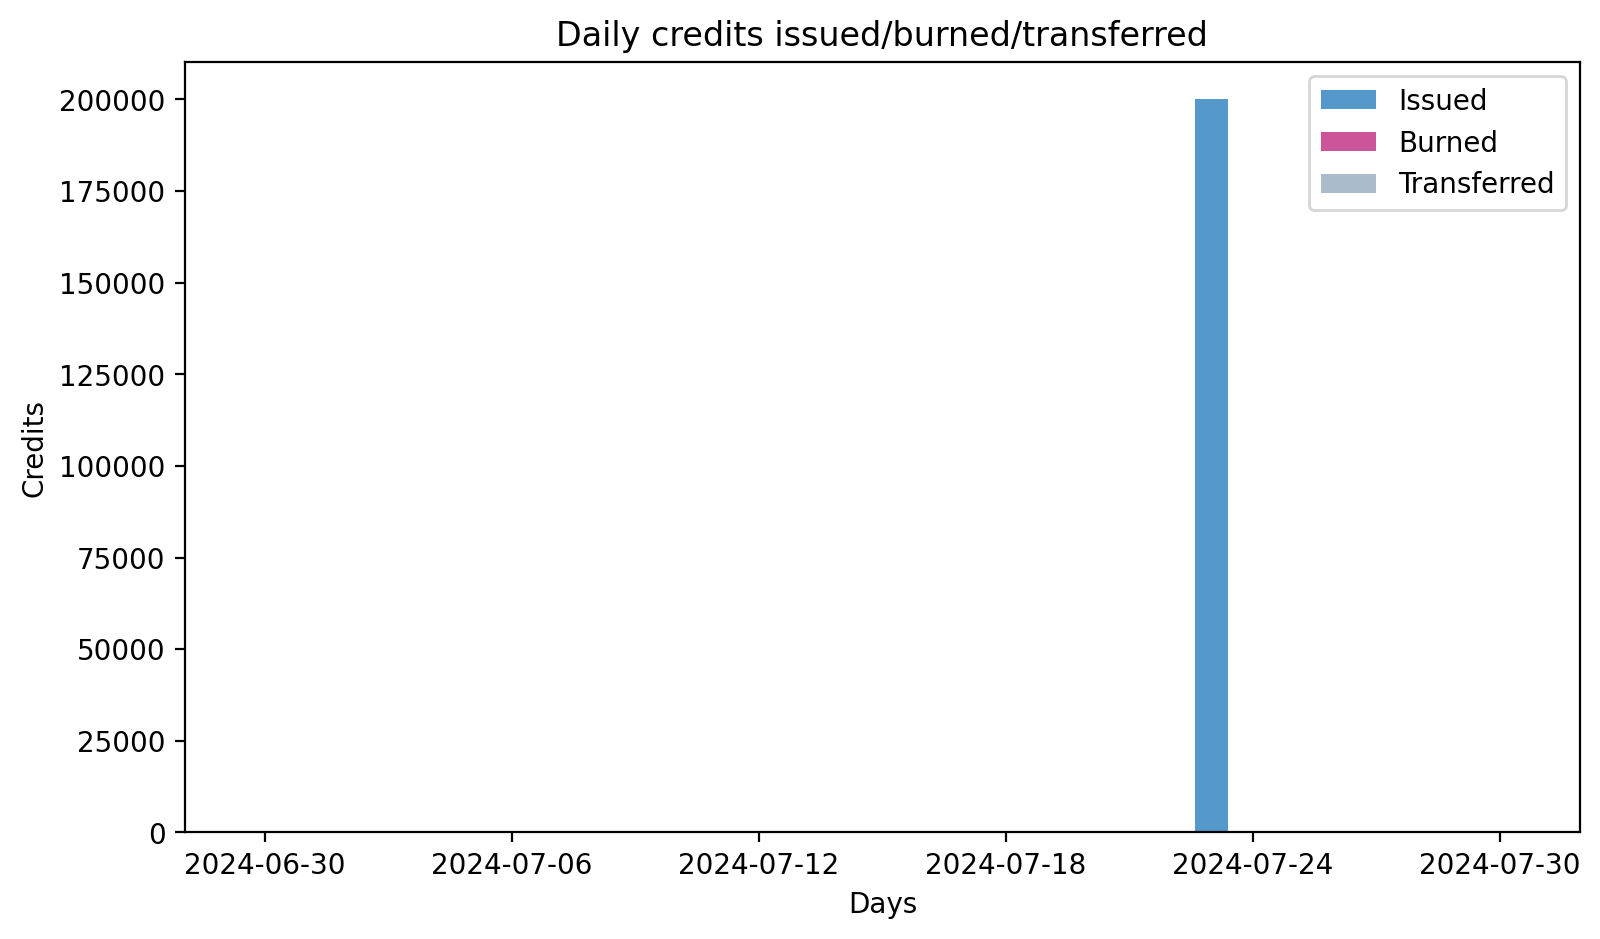 Daily credits issued/burned/transferred
200000
175000
150000
125000
100000
75000
50000
25000
0
Credits
Issued
Burned
Transferred
2024-06-30 2024-07-06 2024-07-12 2024-07-18 2024-07-24 2024-07-30
Days